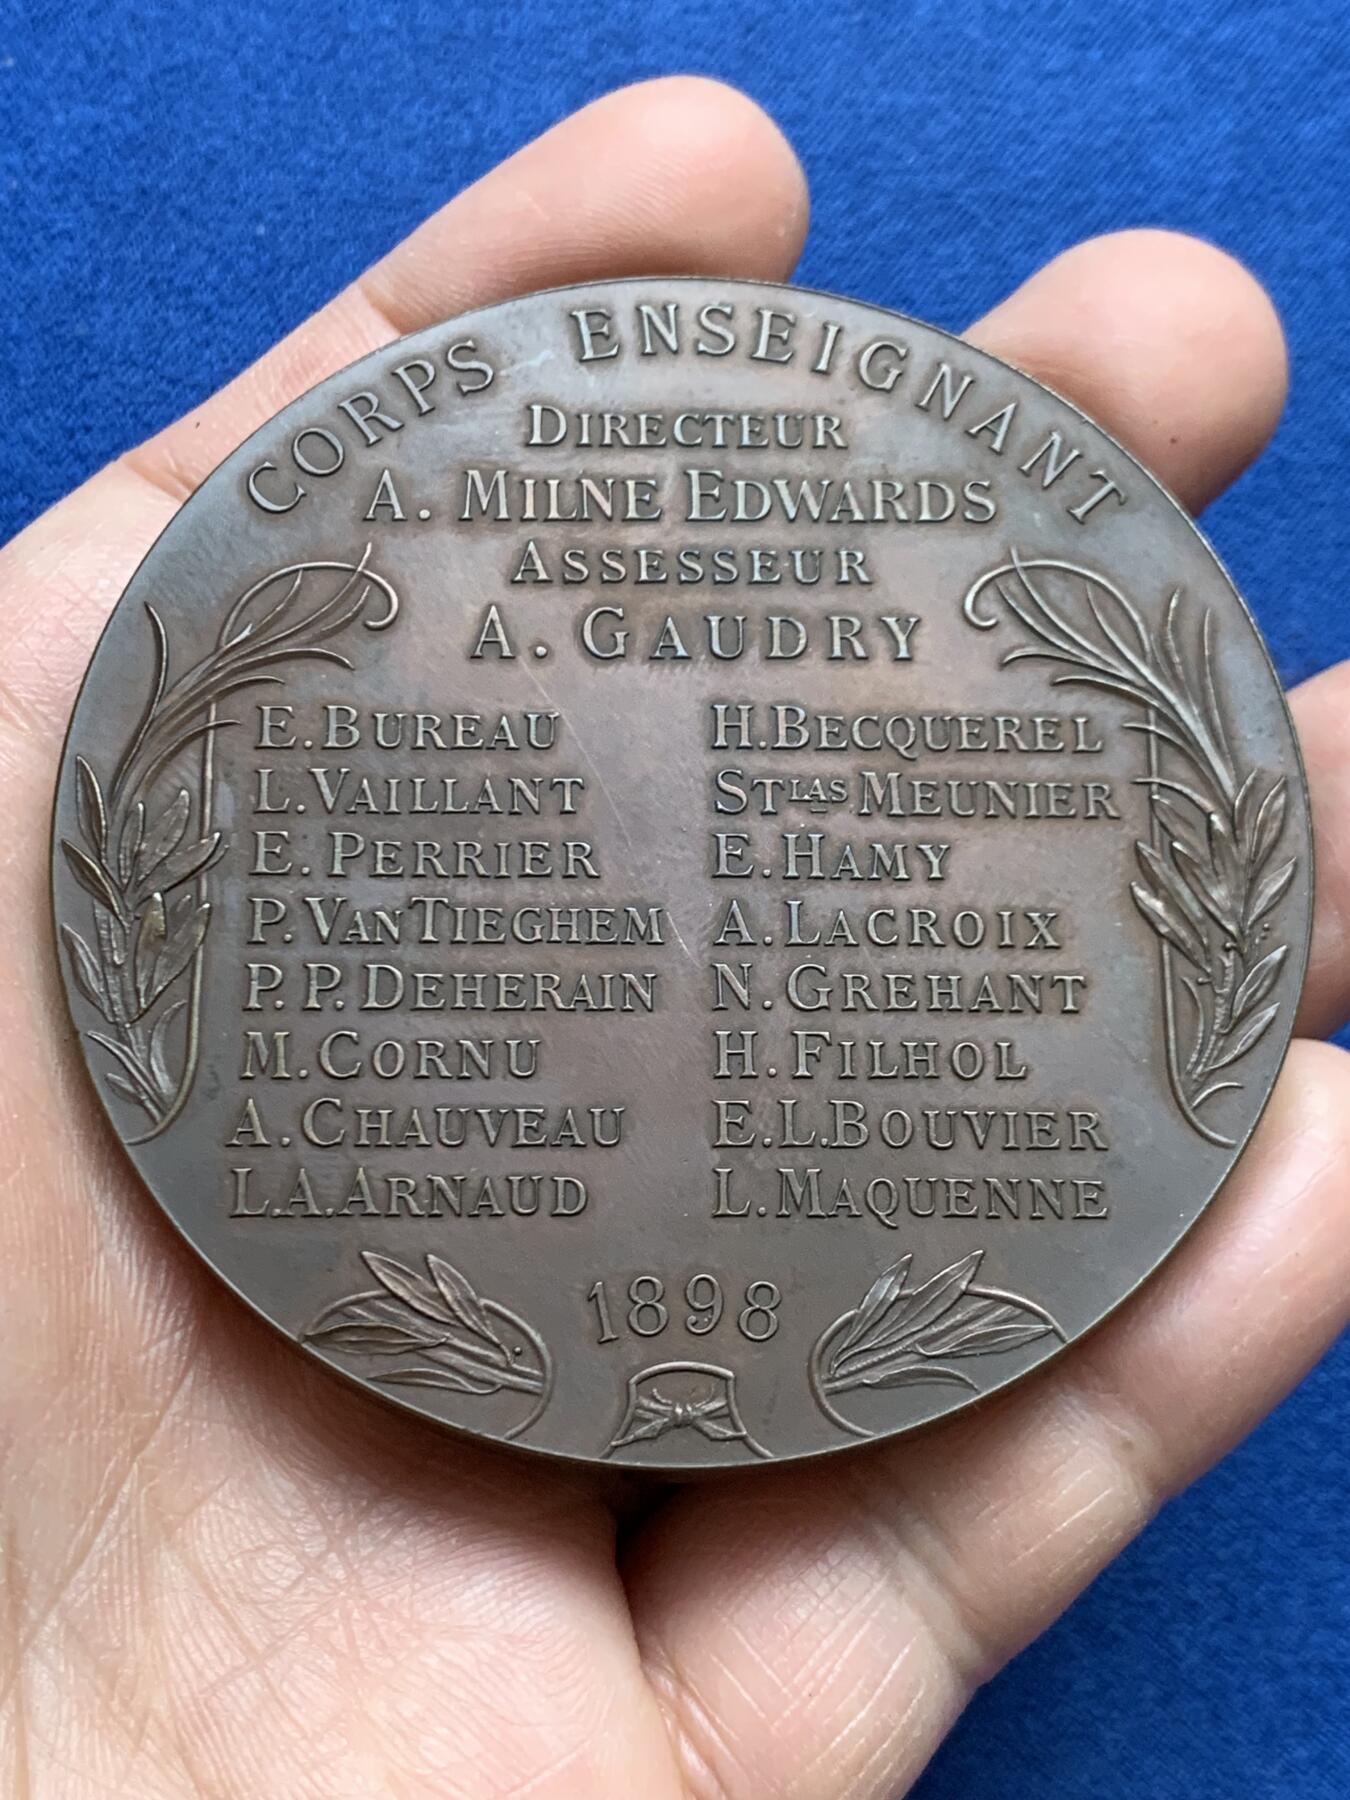 CORPS ENSEIGNANT
DIRECTEUR
A. MILNE EDWARDS
ASSESSEUR
A. GAUDRY
E. BUREAU
L. VAILLANT
E. PERRIER
P. VAN TIEGHEM
P. P. DEHERAIN
M. CORNU
A. CHAUVEAU
L. A. ARNAUD
H. BECQUEREL
STLAS MEUNIER
E. HAMY
A. LACROIX
N. GREHANT
H. FILHOL
E. L. BOUVIER
L. MAQUENNE
1898